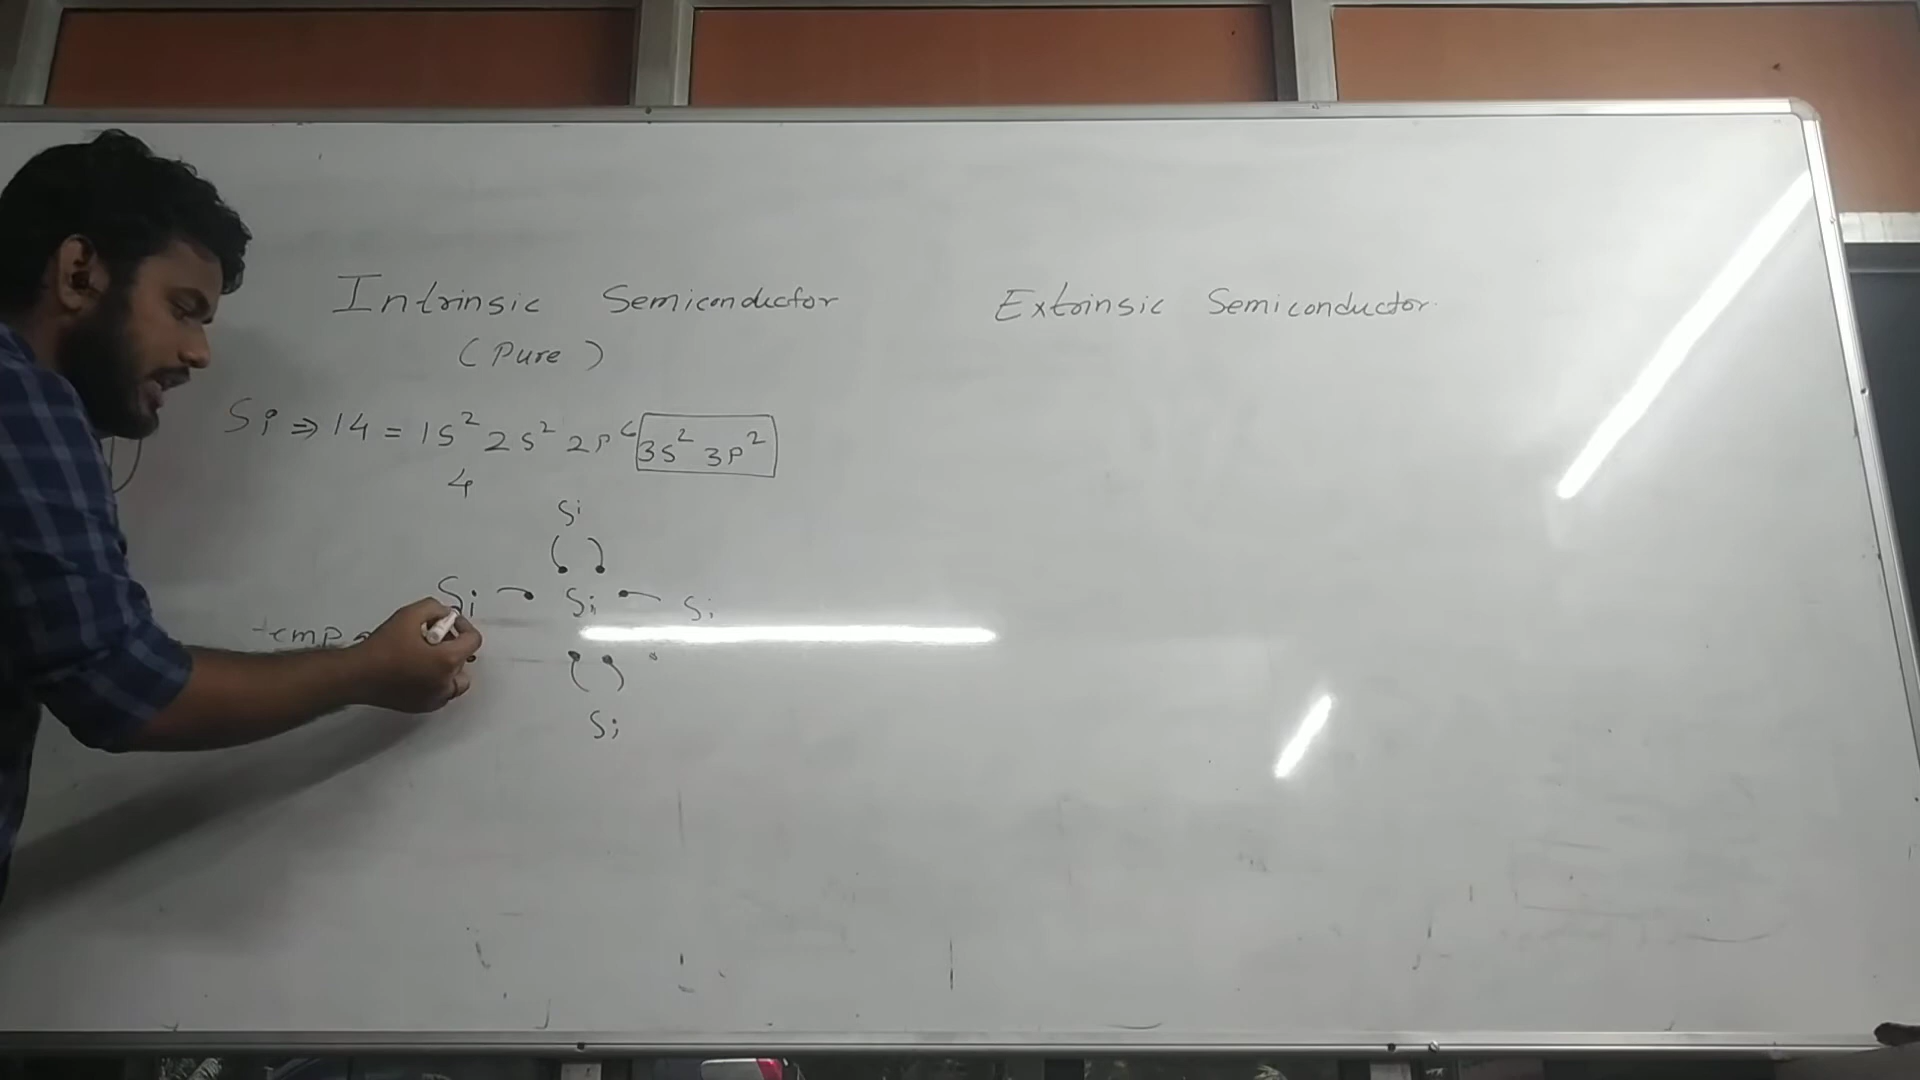 Intrinsic Semiconductor
(Pure)
Si ⇒ 14 = 1s² 2s² 2p⁶ 3s² 3p²
4
Si
Si Si Si
temp
Si
Extrinsic Semiconductor.